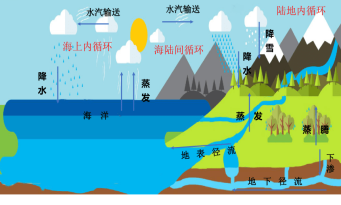 水汽输送
水汽输送
陆地内循环
海上内循环
海陆间循环
降水
蒸发
降水
降雪
海洋
蒸发
蒸腾
地表径流
下渗
地下径流